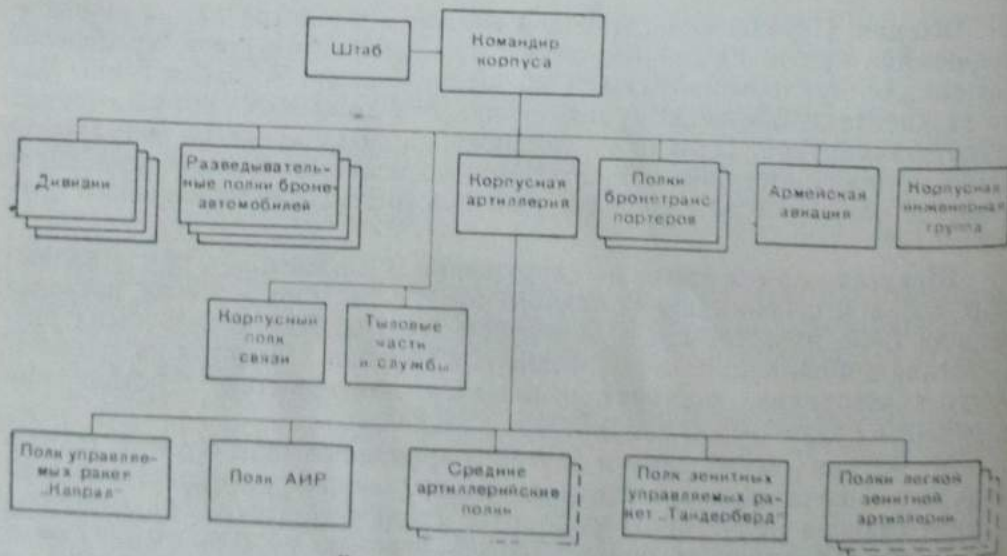 Штаб
Командир
корпуса
Дивизии
Разведыватель-
ные полки броне-
автомобилей
Корпусная
артиллерия
Полки
бронетранс
портеров
Армейская
авиация
Корпусная
инженерная
группа
Корпусный
полк
связи
Тыловые
части
и службы
Полк управляе-
мых ракет
„Капрал"
Полк АИР
Средние
артиллерийские
полки
Полк зенитных
управляемых ра-
кет „Тандерберд"
Полки легкой
зенитной
артиллерии